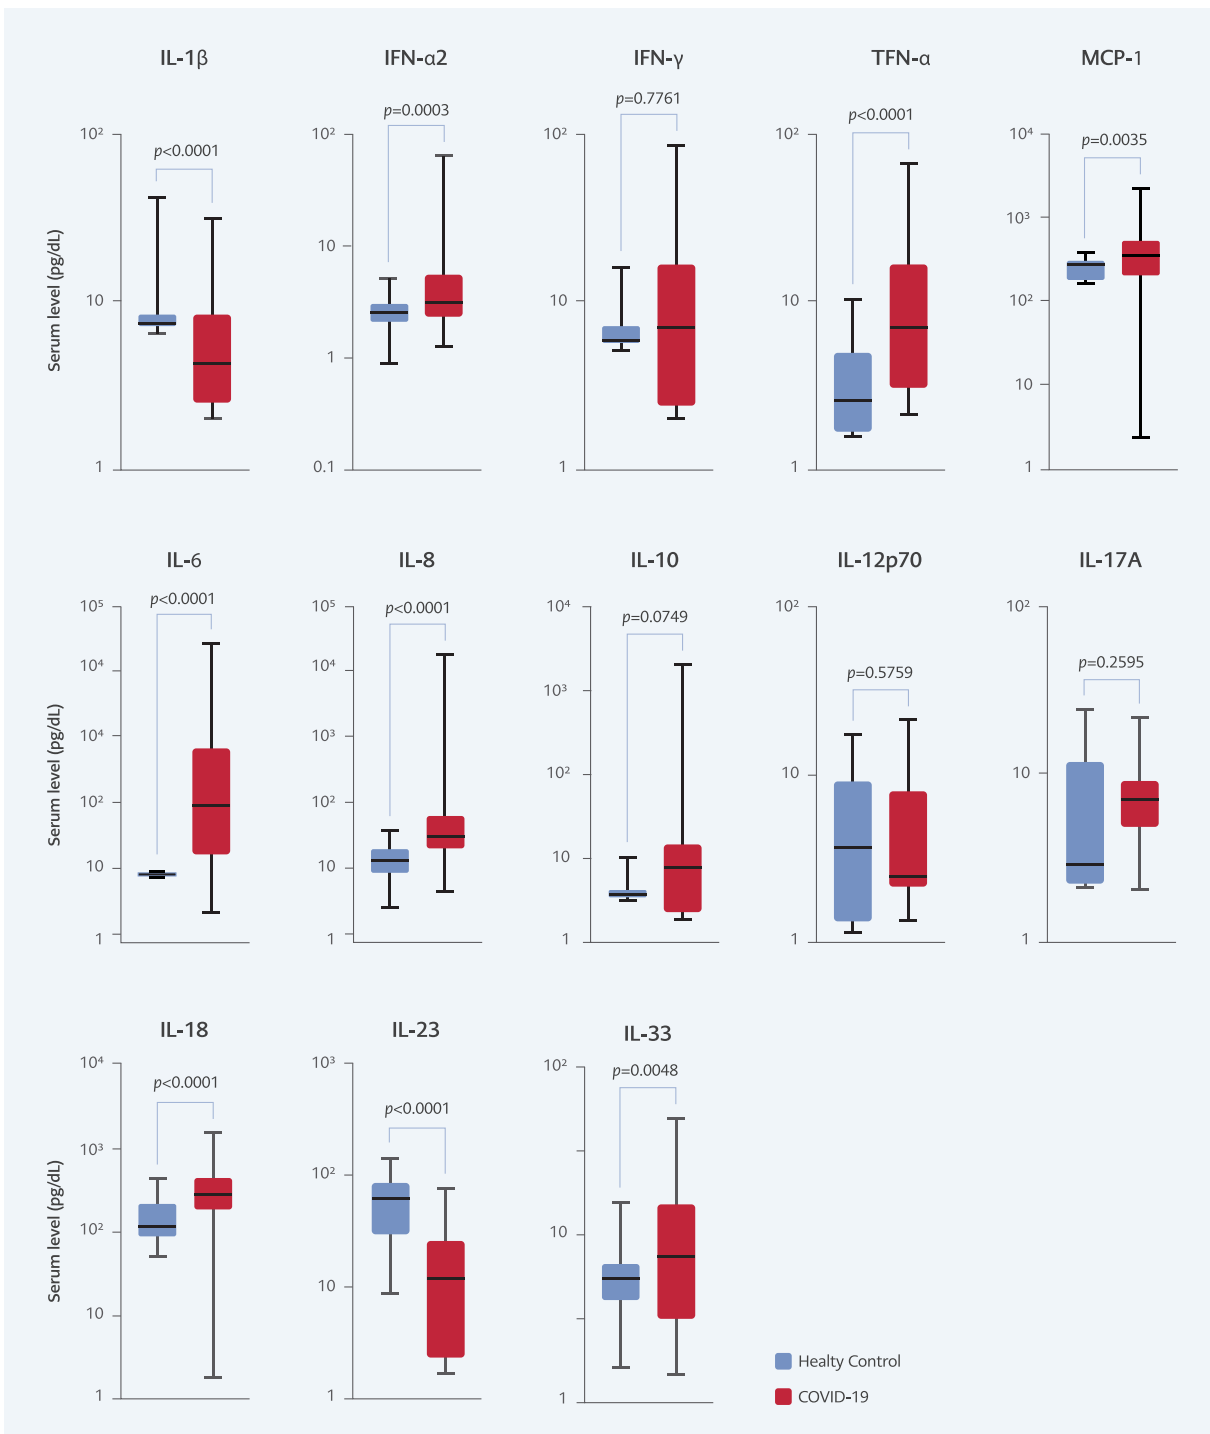 IL-1β
IFN-α2
IFN-γ
TFN-α
MCP-1
Serum level (pg/dL)
10²
10
1
p<0.0001
10²
10
1
0.1
p=0.0003
10²
10
1
p=0.7761
10²
10
1
p<0.0001
10⁴
10³
10²
10
1
p=0.0035
IL-6
IL-8
IL-10
IL-12p70
IL-17A
Serum level (pg/dL)
10⁵
10⁴
10⁴
10²
10
1
p<0.0001
10⁵
10⁴
10³
10²
10
1
p<0.0001
10⁴
10³
10²
10
1
p=0.0749
10²
10
1
p=0.5759
10²
10
1
p=0.2595
IL-18
IL-23
IL-33
Serum level (pg/dL)
10⁴
10³
10²
10
1
p<0.0001
10³
10²
10
1
p<0.0001
10²
10
1
p=0.0048
Healty Control
COVID-19